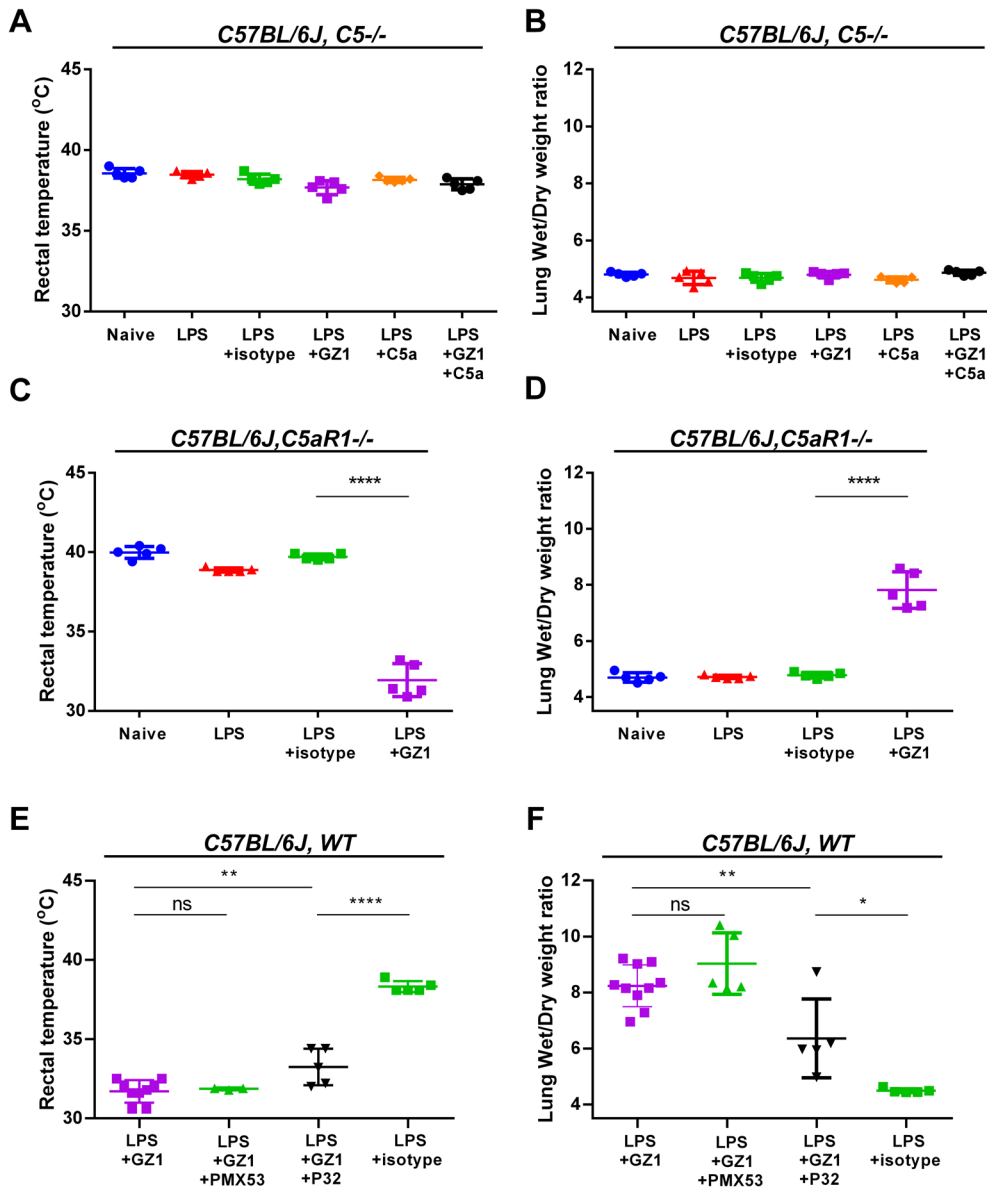 A
C57BL/6J, C5-/-
Rectal temperature (°C)
45
40
35
30
Naive
LPS
LPS
+isotype
LPS
+GZ1
LPS
+C5a
LPS
+GZ1
+C5a
B
C57BL/6J, C5-/-
Lung Wet/Dry weight ratio
12
10
8
6
4
Naive
LPS
LPS
+isotype
LPS
+GZ1
LPS
+C5a
LPS
+GZ1
+C5a
C
C57BL/6J,C5aR1-/-
Rectal temperature (°C)
45
40
35
30
****
Naive
LPS
LPS
+isotype
LPS
+GZ1
D
C57BL/6J,C5aR1-/-
Lung Wet/Dry weight ratio
12
10
8
6
4
****
Naive
LPS
LPS
+isotype
LPS
+GZ1
E
C57BL/6J, WT
Rectal temperature (°C)
45
40
35
30
**
ns
****
LPS
+GZ1
LPS
+GZ1
+PMX53
LPS
+GZ1
+P32
LPS
+isotype
F
C57BL/6J, WT
Lung Wet/Dry weight ratio
12
10
8
6
4
**
ns
*
LPS
+GZ1
LPS
+GZ1
+PMX53
LPS
+GZ1
+P32
LPS
+isotype